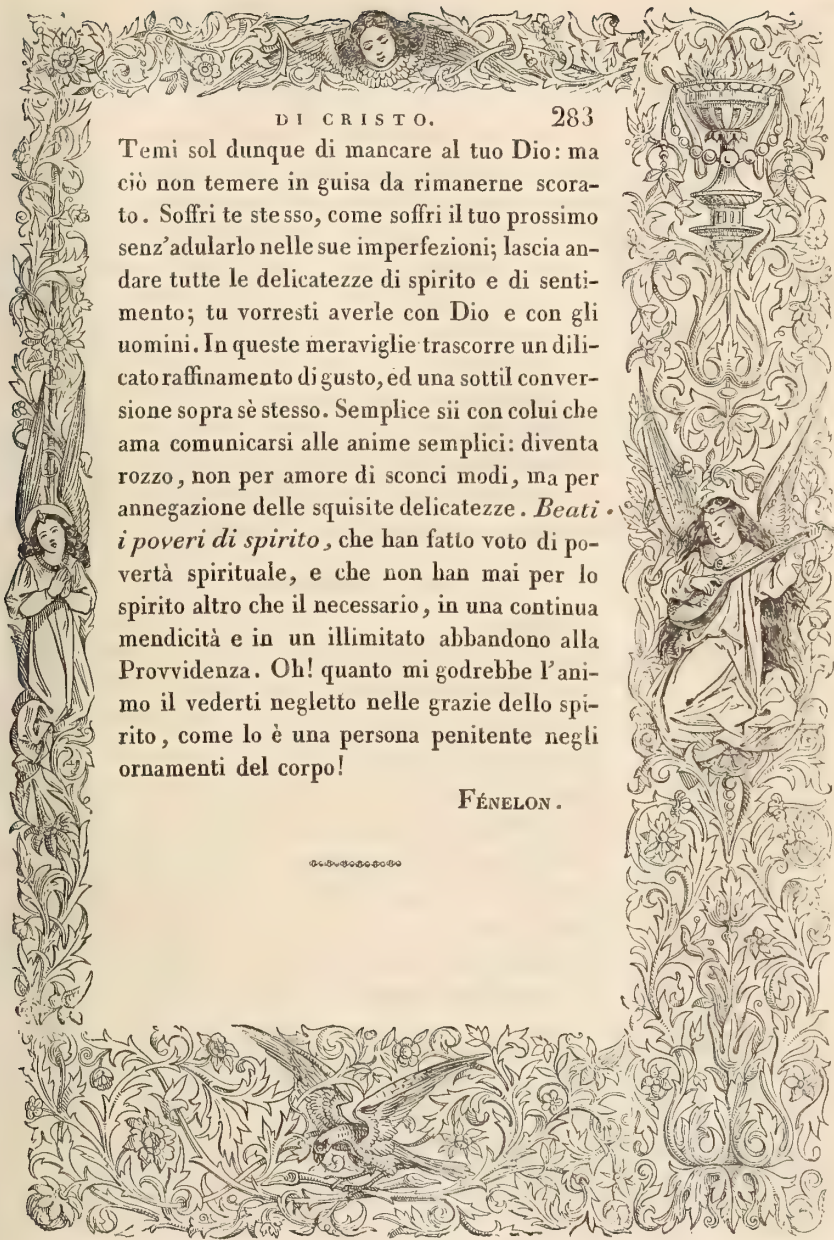 DI CRISTO. 283
Temi sol dunque di mancare al tuo Dio: ma
ciò non temere in guisa da rimanerne scora-
to. Soffri te stesso, come soffri il tuo prossimo
senz'adularlo nelle sue imperfezioni; lascia an-
dare tutte le delicatezze di spirito e di senti-
mento; tu vorresti averle con Dio e con gli
uomini. In queste meraviglie trascorre un dili-
cato raffinamento di gusto, ed una sottil conver-
sione sopra sè stesso. Semplice sii con colui che
ama comunicarsi alle anime semplici: diventa
rozzo, non per amore di sconci modi, ma per
annegazione delle squisite delicatezze. Beati
i poveri di spirito, che han fatto voto di po-
vertà spirituale, e che non han mai per lo
spirito altro che il necessario, in una continua
mendicità e in un illimitato abbandono alla
Provvidenza. Oh! quanto mi godrebbe l'ani-
mo il vederti negletto nelle grazie dello spi-
rito, come lo è una persona penitente negli
ornamenti del corpo!
FÉNELON.